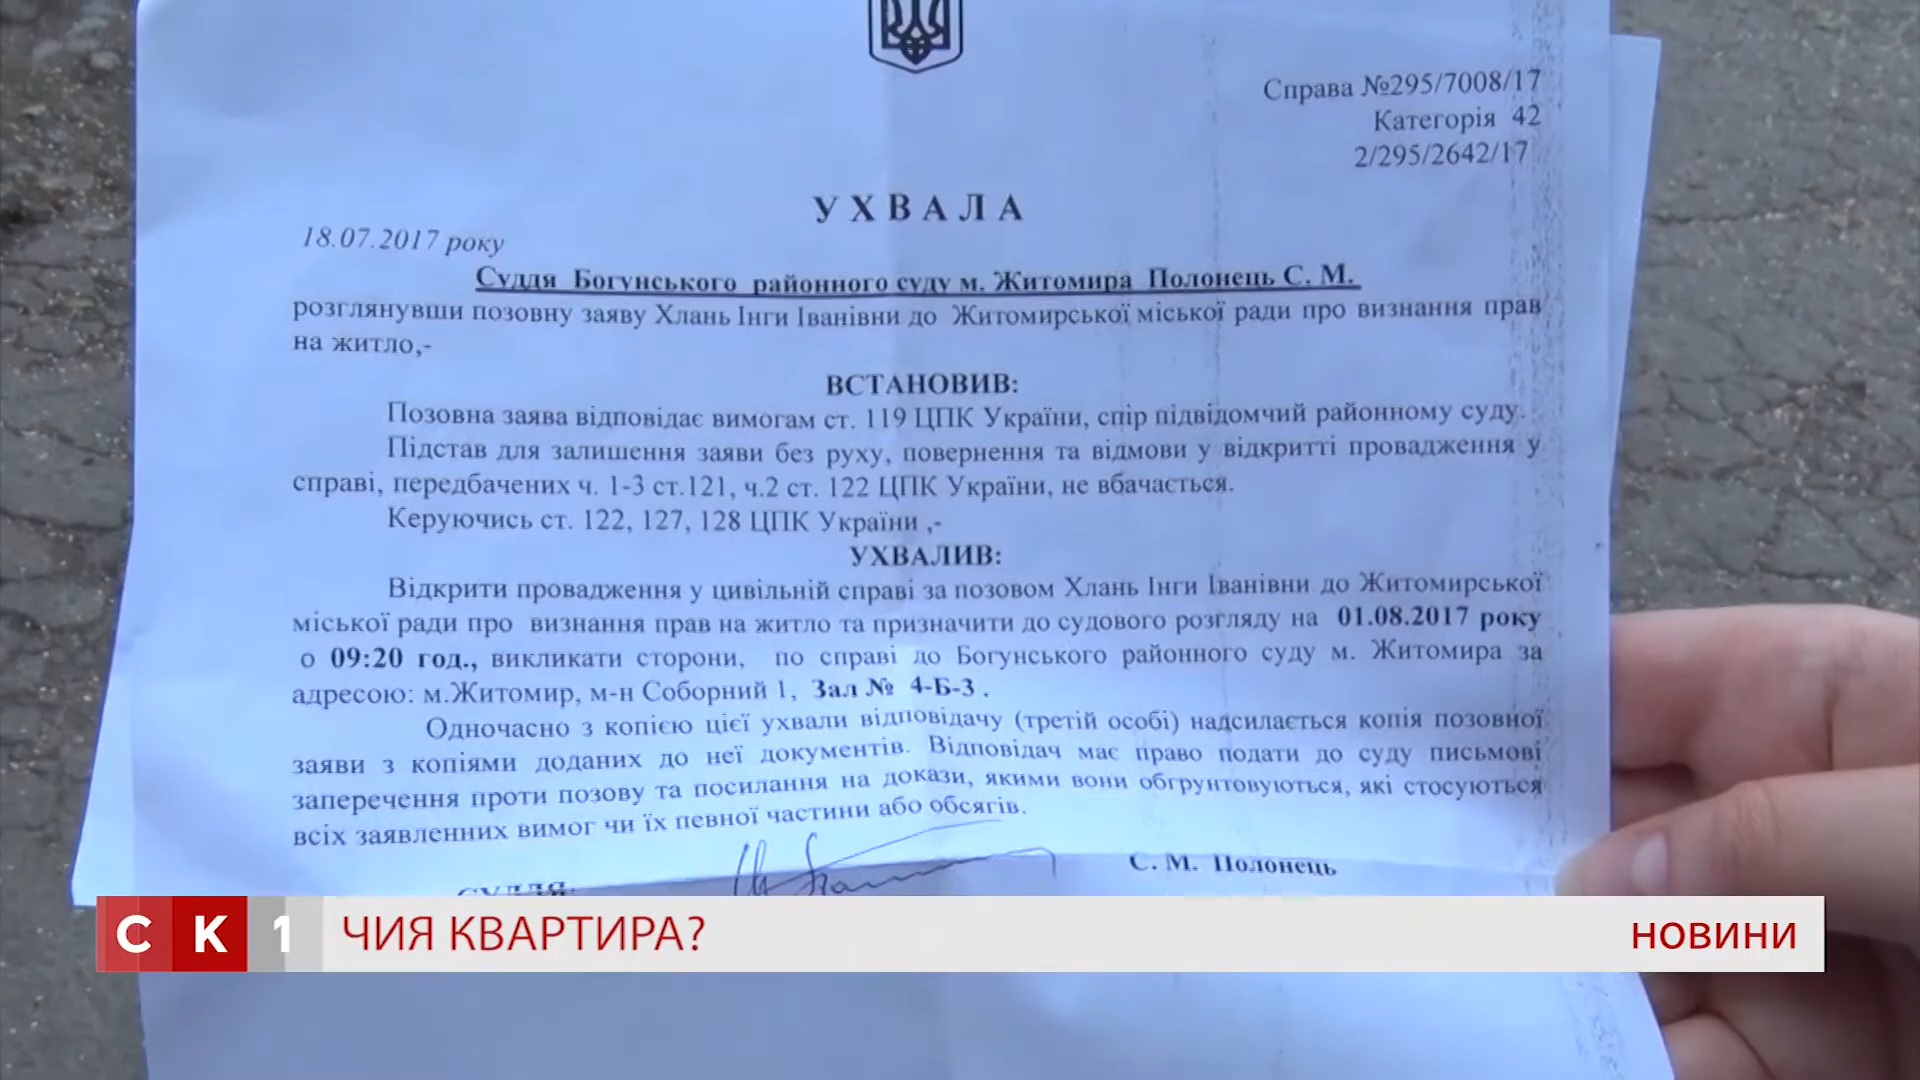 Справа №295/7008/17
Категорія 42
2/295/2642/17
УХВАЛА
18.07.2017 року
Суддя Богунського районного суду м. Житомира Полонець С. М.
розглянувши позовну заяву Хлань Інги Іванівни до Житомирської міської ради про визнання прав
на житло,-
ВСТАНОВИВ:
Позовна заява відповідає вимогам ст. 119 ЦПК України, спір підвідомчий районному суду.
Підстав для залишення заяви без руху, повернення та відмови у відкритті провадження у
справі, передбачених ч. 1-3 ст.121, ч.2 ст. 122 ЦПК України, не вбачається.
Керуючись ст. 122, 127, 128 ЦПК України ,-
УХВАЛИВ:
Відкрити провадження у цивільній справі за позовом Хлань Інги Іванівни до Житомирської
міської ради про визнання прав на житло та призначити до судового розгляду на 01.08.2017 року
о 09:20 год., викликати сторони, по справі до Богунського районного суду м. Житомира за
адресою: м.Житомир, м-н Соборний 1, Зал № 4-Б-3 .
Одночасно з копією цієї ухвали відповідачу (третій особі) надсилається копія позовної
заяви з копіями доданих до неї документів. Відповідач має право подати до суду письмові
заперечення проти позову та посилання на докази, якими вони обгрунтовуються, які стосуються
всіх заявленних вимог чи їх певної частини або обсягів.
СУДДЯ: С. М. Полонець
СК1 ЧИЯ КВАРТИРА? НОВИНИ